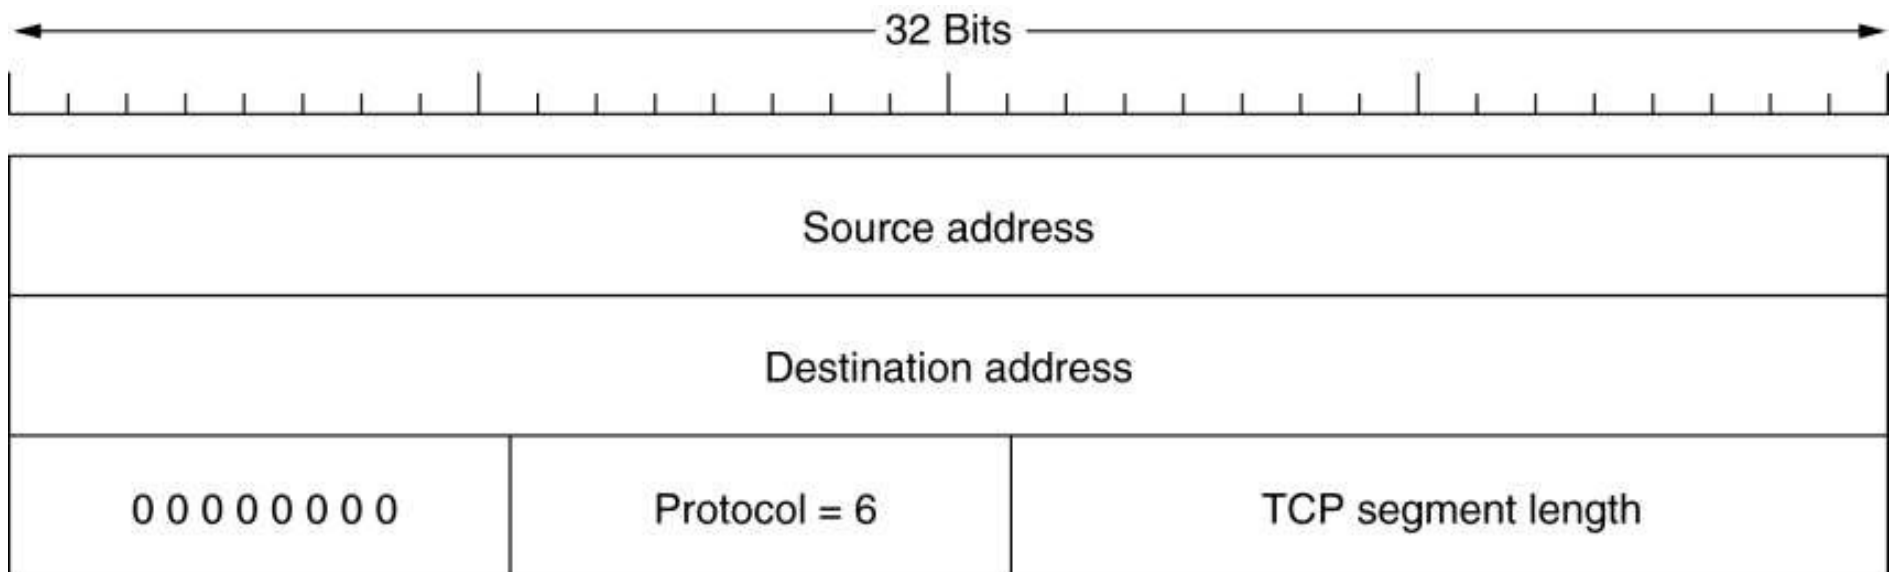 32 Bits
Source address
Destination address
0 0 0 0 0 0 0 0
Protocol = 6
TCP segment length